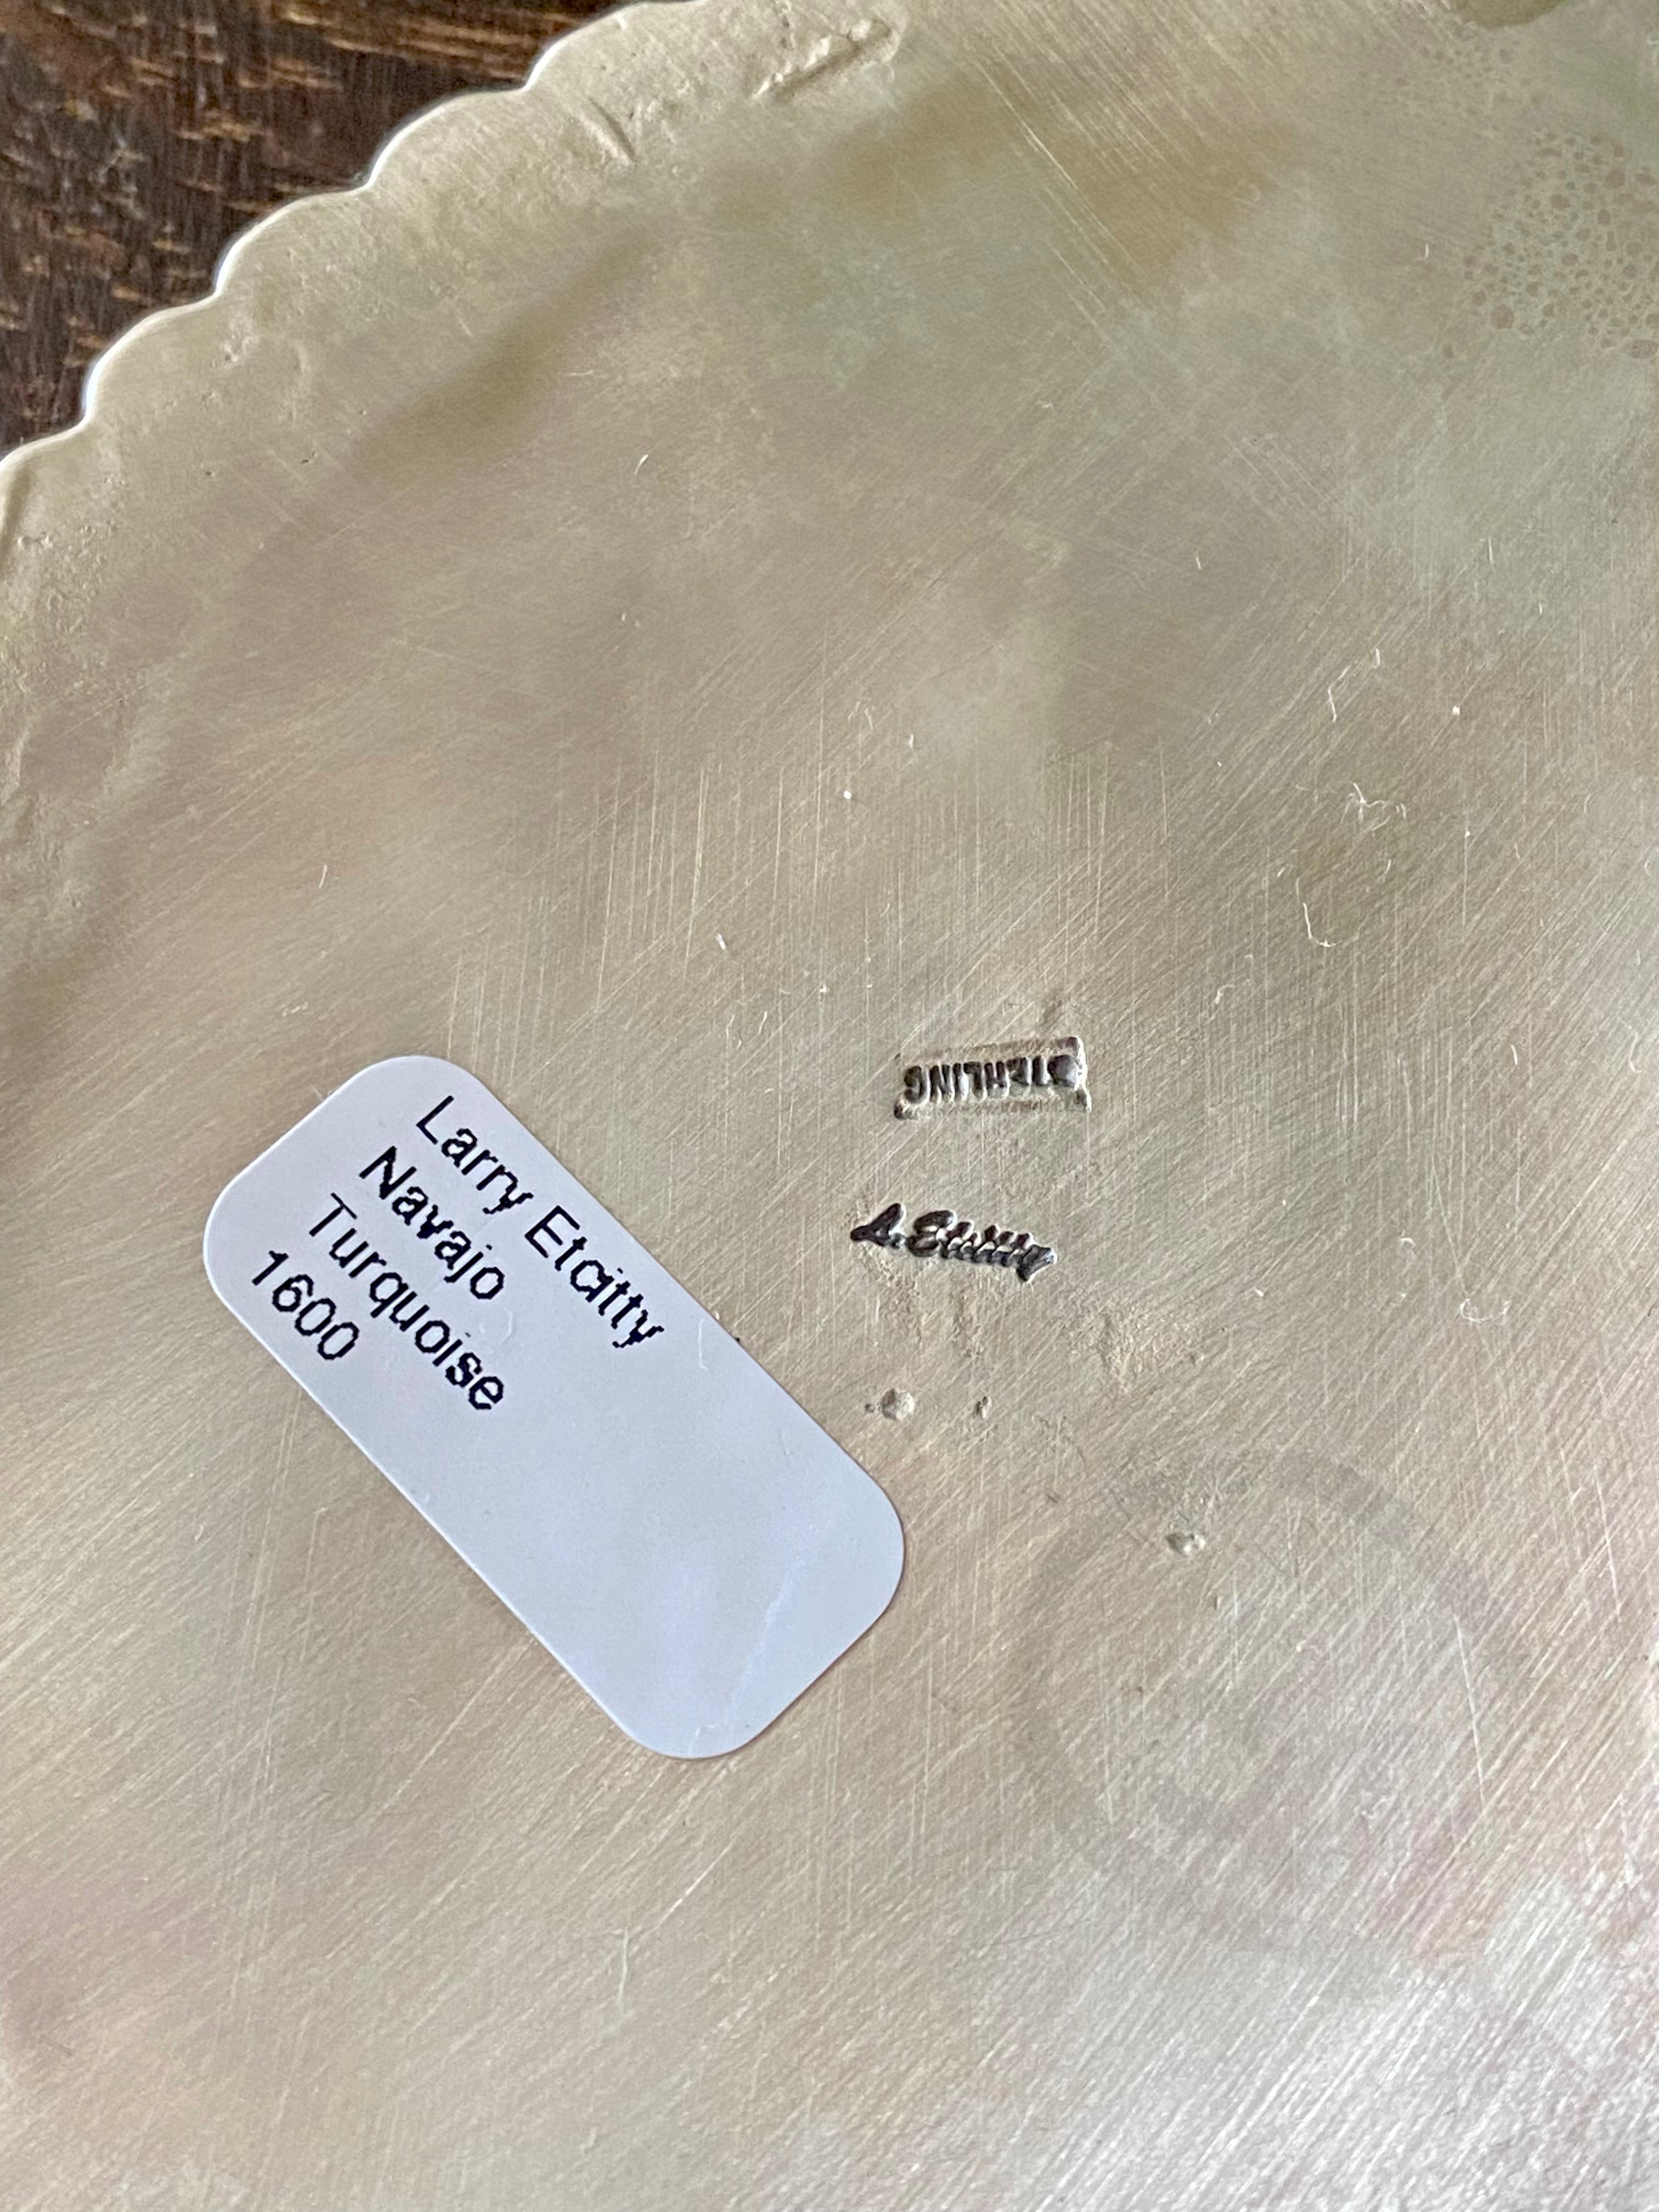 STERLING
L. Etcitty
Larry Etcitty
Navajo
Turquoise
1600